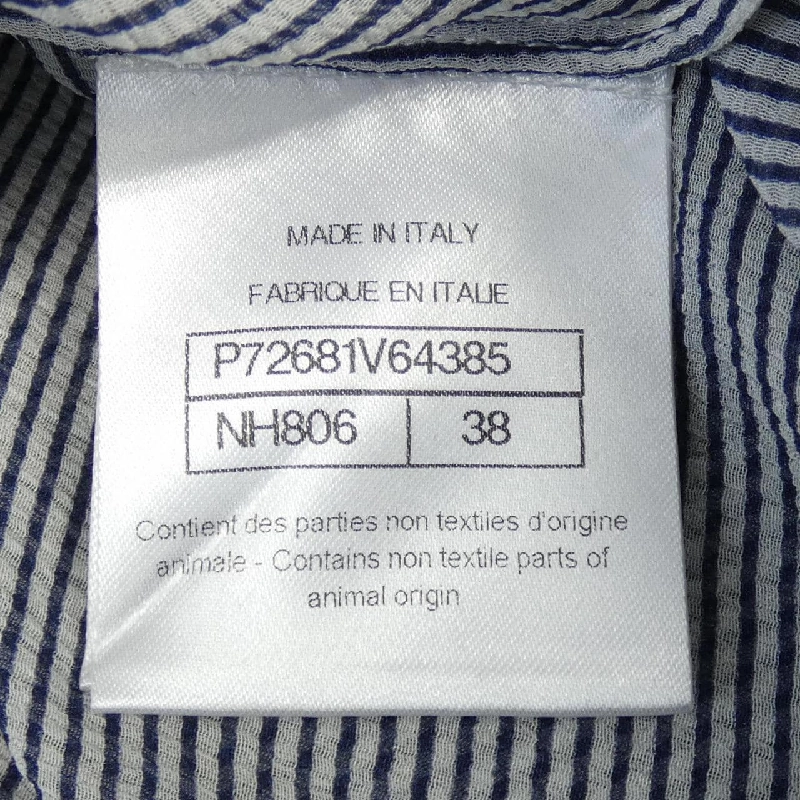 MADE IN ITALY
FABRIQUE EN ITALIE
P72681V64385
NH806 38
Contient des parties non textiles d'origine
animale - Contains non textile parts of
animal origin